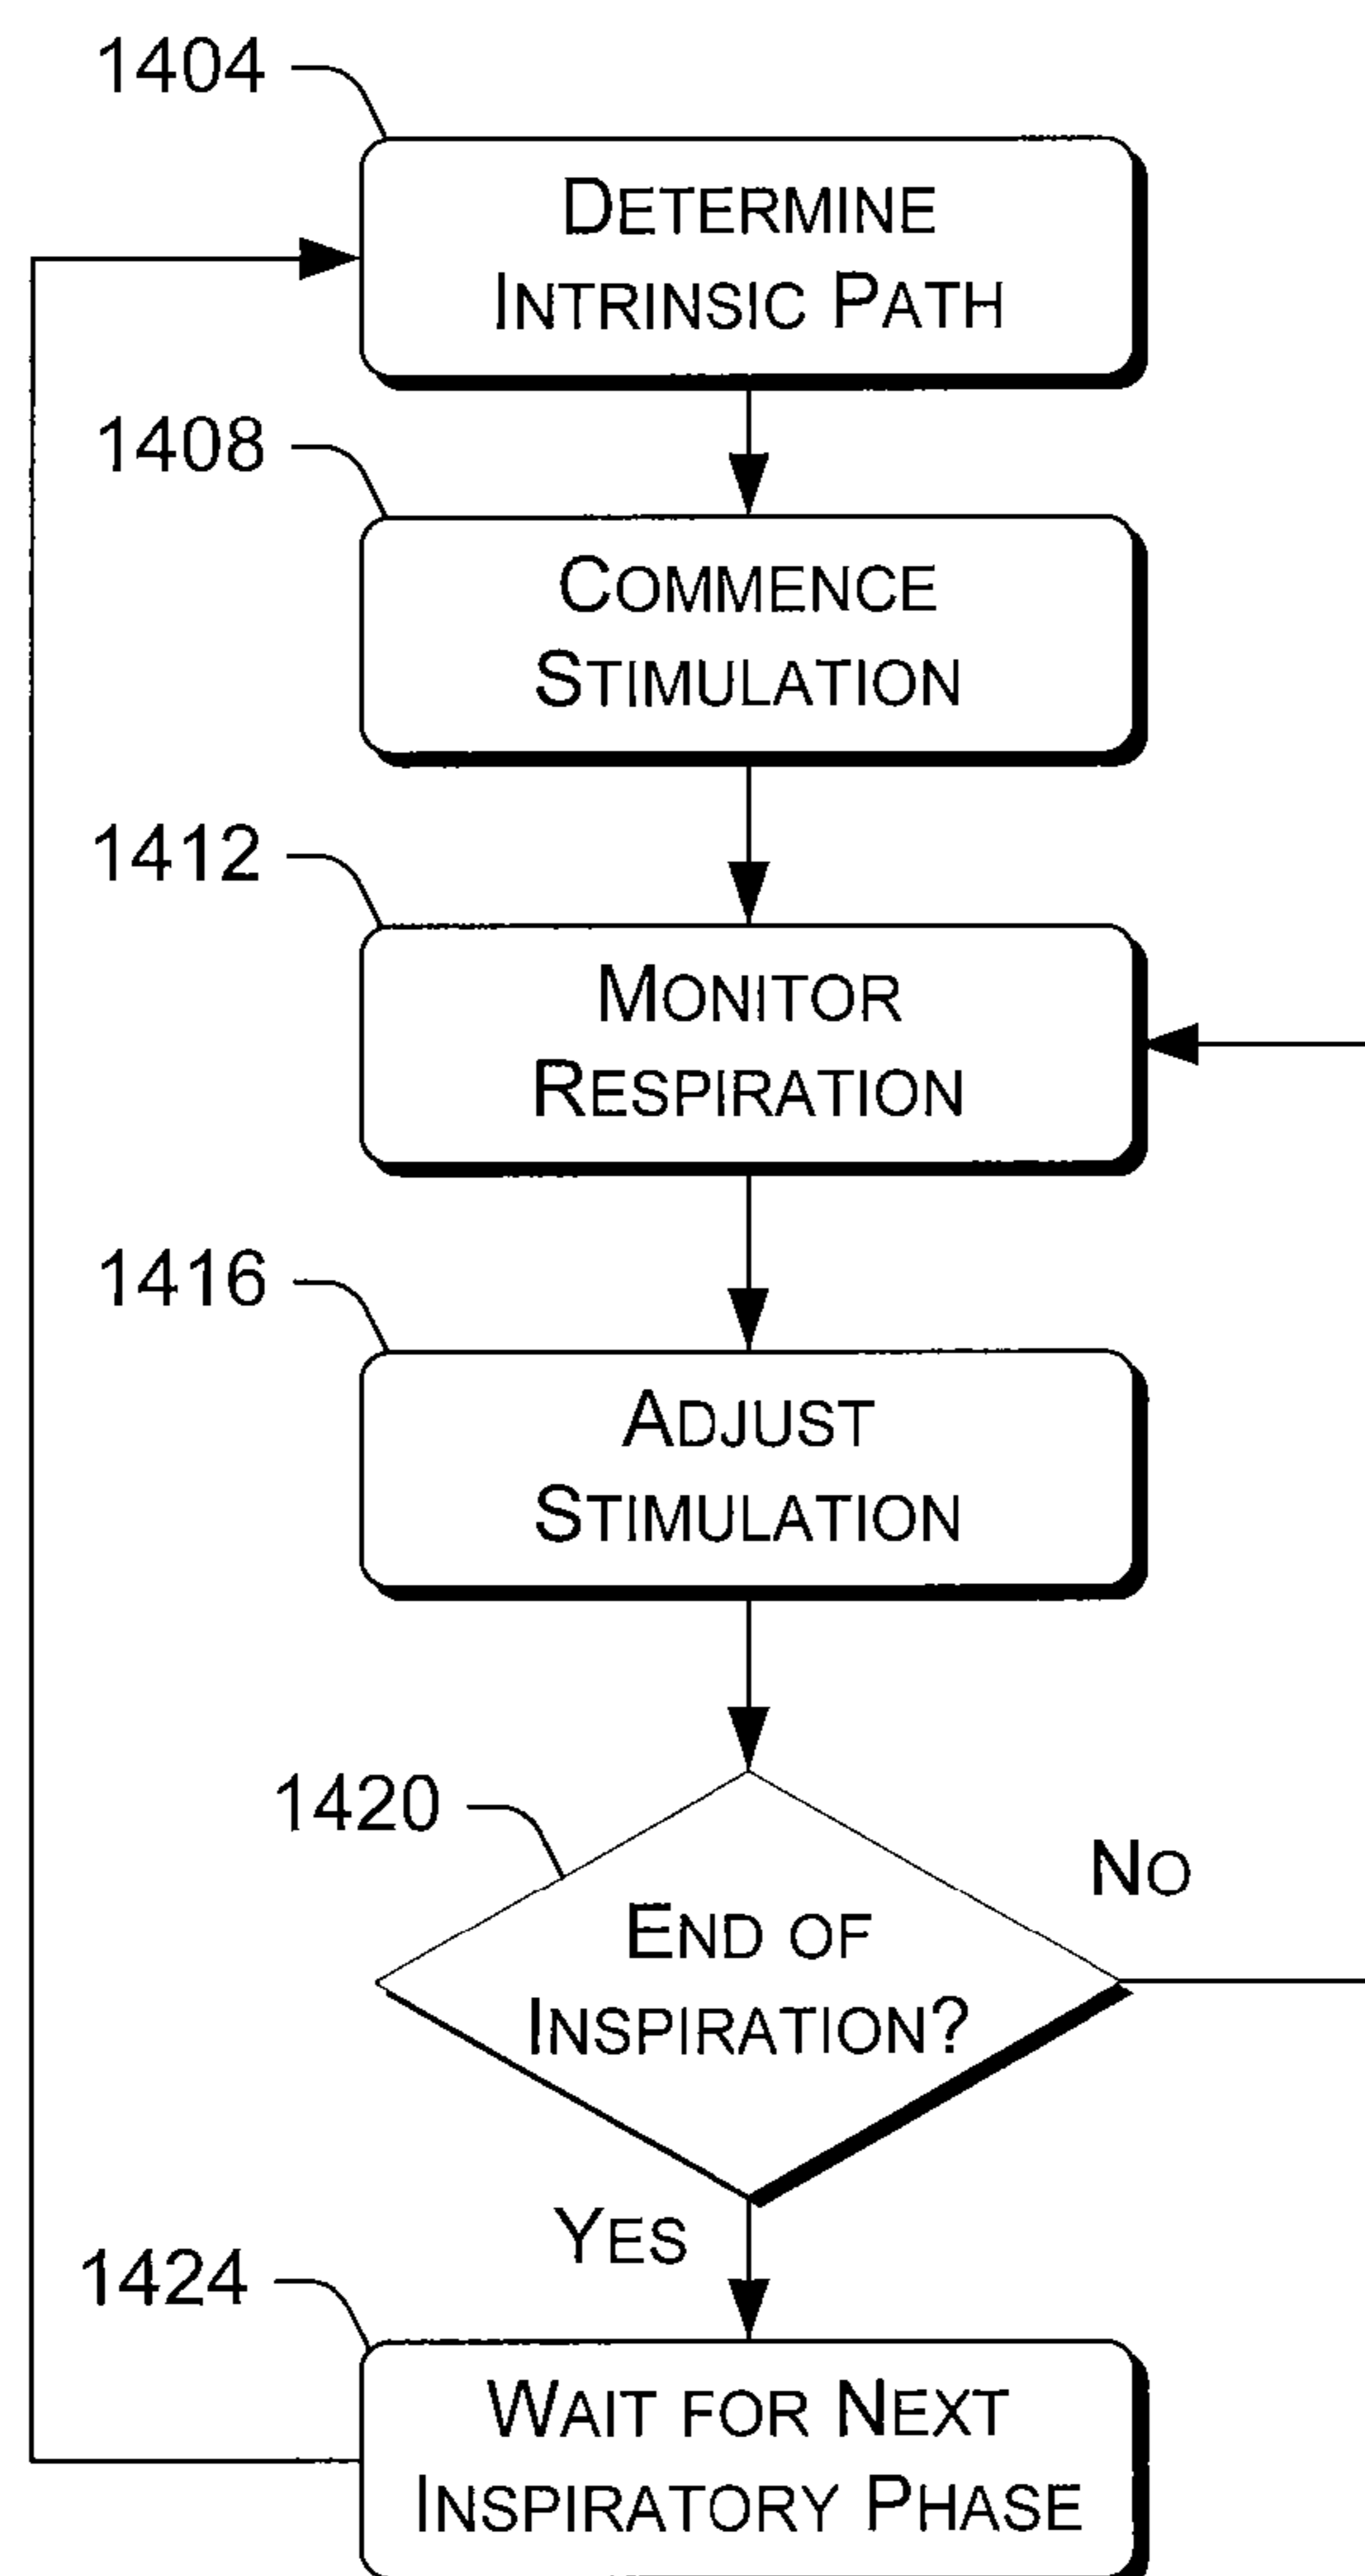 1404
DETERMINE
INTRINSIC PATH
1408
COMMENCE
STIMULATION
1412
MONITOR
RESPIRATION
1416
ADJUST
STIMULATION
1420
NO
END OF
INSPIRATION?
YES
1424
WAIT FOR NEXT
INSPIRATORY PHASE